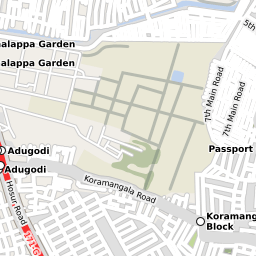 alappa Garden
alappa Garden
5th
7th Main Road
7th Main Road
Passport
Adugodi
Adugodi
Koramangala Road
Hosur Road
Koramang
Block